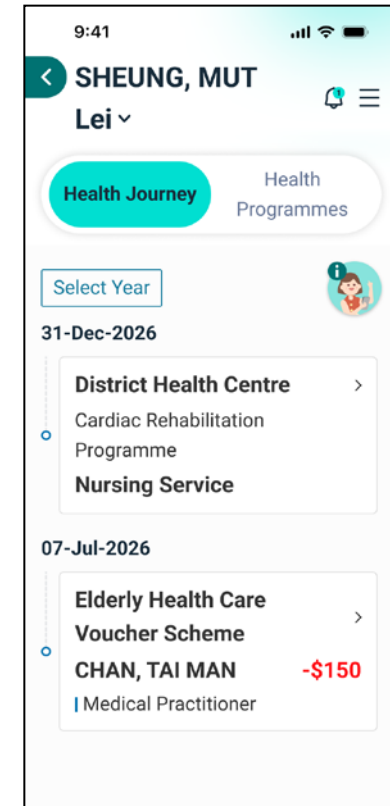 9:41
SHEUNG, MUT
Lei
1
Health Journey
Health
Programmes
Select Year
i
31-Dec-2026
District Health Centre
Cardiac Rehabilitation
Programme
Nursing Service
07-Jul-2026
Elderly Health Care
Voucher Scheme
CHAN, TAI MAN -$150
Medical Practitioner